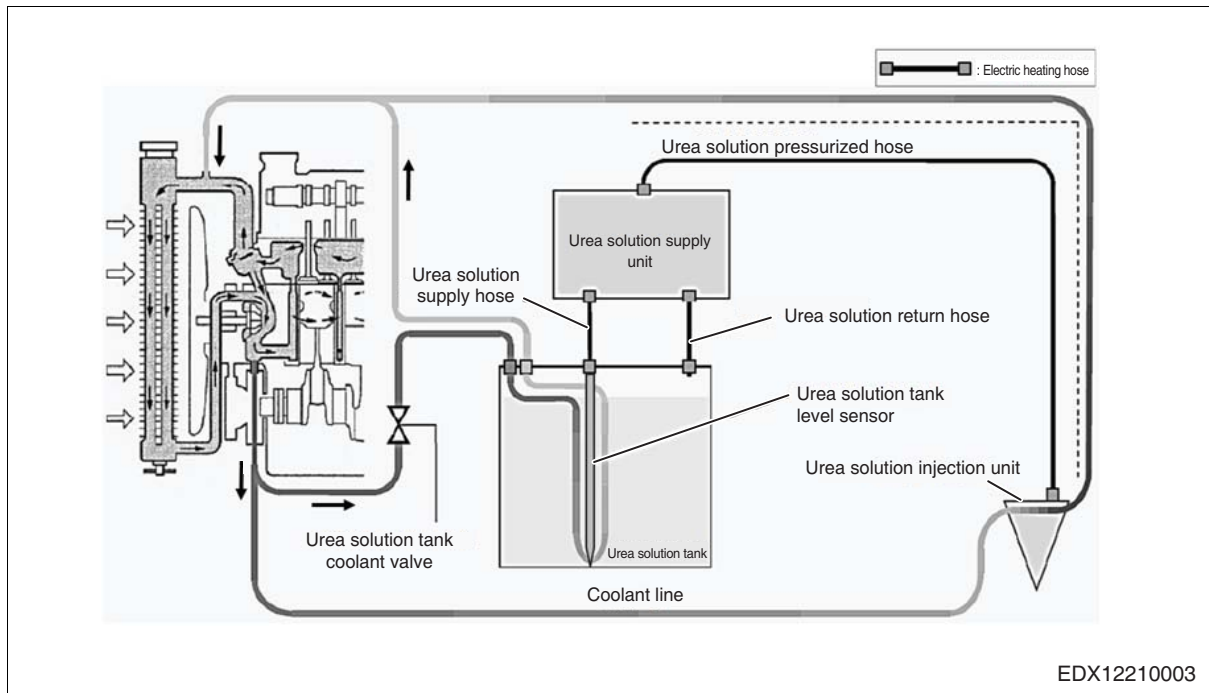 : Electric heating hose
Urea solution pressurized hose
Urea solution supply
unit
Urea solution
supply hose
Urea solution return hose
Urea solution tank
level sensor
Urea solution injection unit
Urea solution tank
coolant valve
Urea solution tank
Coolant line
EDX12210003